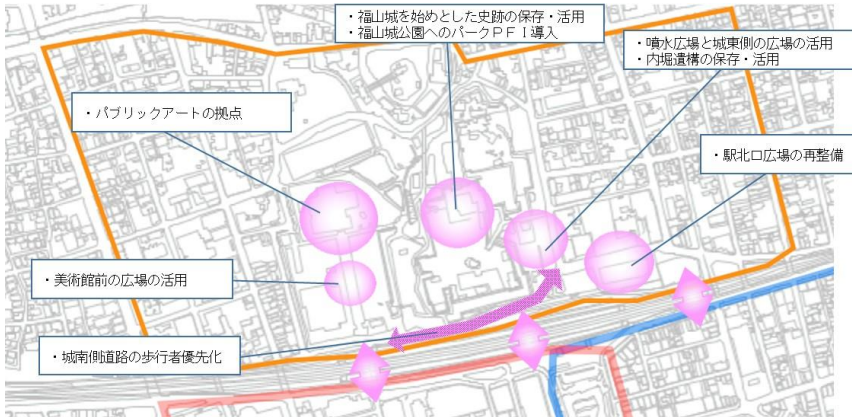 ・福山城を始めとした史跡の保存・活用
・福山城公園へのパークＰＦＩ導入
・噴水広場と城東側の広場の活用
・内堀遺構の保存・活用
・パブリックアートの拠点
・駅北口広場の再整備
・美術館前の広場の活用
・城南側道路の歩行者優先化